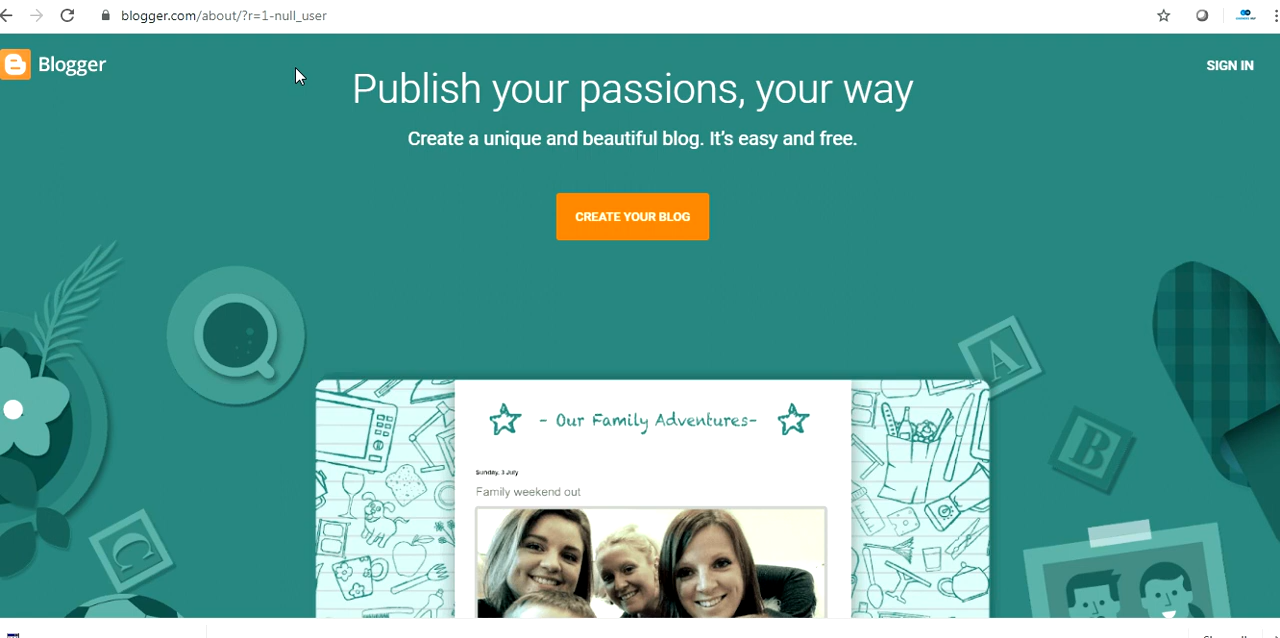 blogger.com/about/?r=1-null_user
Blogger
SIGN IN
Publish your passions, your way
Create a unique and beautiful blog. It's easy and free.
CREATE YOUR BLOG
A
- Our Family Adventures-
B
Sunday, 3 July
Family weekend out
C